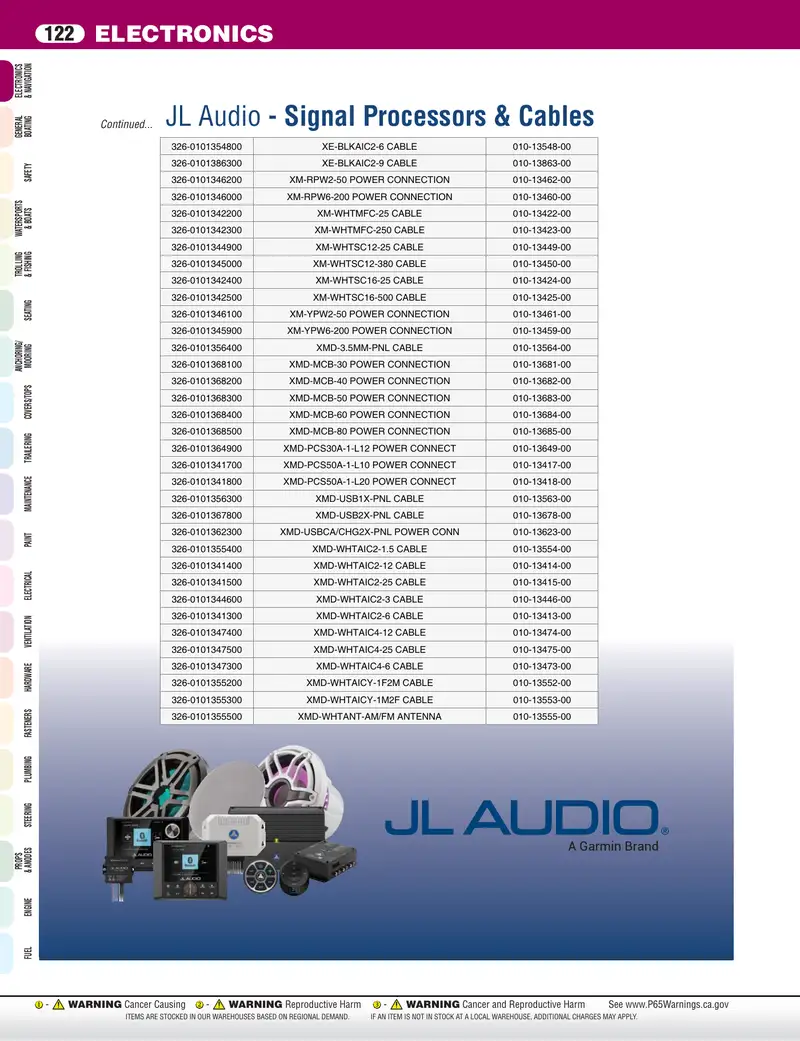 122 ELECTRONICS
ELECTRONICS
& NAVIGATION
GENERAL
BOATING
SAFETY
WATERSPORTS
& BOATS
TROLLING
& FISHING
SEATING
ANCHORING/
MOORING
COVERS/TOPS
TRAILERING
MAINTENANCE
PAINT
ELECTRICAL
VENTILATION
HARDWARE
FASTENERS
PLUMBING
STEERING
PROPS
& ANODES
ENGINE
FUEL
Continued... JL Audio - Signal Processors & Cables
326-0101354800 XE-BLKAIC2-6 CABLE 010-13548-00
326-0101386300 XE-BLKAIC2-9 CABLE 010-13863-00
326-0101346200 XM-RPW2-50 POWER CONNECTION 010-13462-00
326-0101346000 XM-RPW6-200 POWER CONNECTION 010-13460-00
326-0101342200 XM-WHTMFC-25 CABLE 010-13422-00
326-0101342300 XM-WHTMFC-250 CABLE 010-13423-00
326-0101344900 XM-WHTSC12-25 CABLE 010-13449-00
326-0101345000 XM-WHTSC12-380 CABLE 010-13450-00
326-0101342400 XM-WHTSC16-25 CABLE 010-13424-00
326-0101342500 XM-WHTSC16-500 CABLE 010-13425-00
326-0101346100 XM-YPW2-50 POWER CONNECTION 010-13461-00
326-0101345900 XM-YPW6-200 POWER CONNECTION 010-13459-00
326-0101356400 XMD-3.5MM-PNL CABLE 010-13564-00
326-0101368100 XMD-MCB-30 POWER CONNECTION 010-13681-00
326-0101368200 XMD-MCB-40 POWER CONNECTION 010-13682-00
326-0101368300 XMD-MCB-50 POWER CONNECTION 010-13683-00
326-0101368400 XMD-MCB-60 POWER CONNECTION 010-13684-00
326-0101368500 XMD-MCB-80 POWER CONNECTION 010-13685-00
326-0101364900 XMD-PCS30A-1-L12 POWER CONNECT 010-13649-00
326-0101341700 XMD-PCS50A-1-L10 POWER CONNECT 010-13417-00
326-0101341800 XMD-PCS50A-1-L20 POWER CONNECT 010-13418-00
326-0101356300 XMD-USB1X-PNL CABLE 010-13563-00
326-0101367800 XMD-USB2X-PNL CABLE 010-13678-00
326-0101362300 XMD-USBCA/CHG2X-PNL POWER CONN 010-13623-00
326-0101355400 XMD-WHTAIC2-1.5 CABLE 010-13554-00
326-0101341400 XMD-WHTAIC2-12 CABLE 010-13414-00
326-0101341500 XMD-WHTAIC2-25 CABLE 010-13415-00
326-0101344600 XMD-WHTAIC2-3 CABLE 010-13446-00
326-0101341300 XMD-WHTAIC2-6 CABLE 010-13413-00
326-0101347400 XMD-WHTAIC4-12 CABLE 010-13474-00
326-0101347500 XMD-WHTAIC4-25 CABLE 010-13475-00
326-0101347300 XMD-WHTAIC4-6 CABLE 010-13473-00
326-0101355200 XMD-WHTAICY-1F2M CABLE 010-13552-00
326-0101355300 XMD-WHTAICY-1M2F CABLE 010-13553-00
326-0101355500 XMD-WHTANT-AM/FM ANTENNA 010-13555-00
JL AUDIO
JL AUDIO®
A Garmin Brand
1 - WARNING Cancer Causing 2 - WARNING Reproductive Harm 3 - WARNING Cancer and Reproductive Harm See www.P65Warnings.ca.gov
ITEMS ARE STOCKED IN OUR WAREHOUSES BASED ON REGIONAL DEMAND. IF AN ITEM IS NOT IN STOCK AT A LOCAL WAREHOUSE, ADDITIONAL CHARGES MAY APPLY.